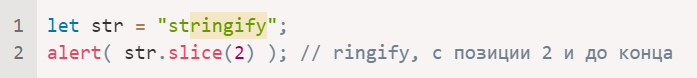 1 let str = "stringify";
2 alert( str.slice(2) ); // ringify, с позиции 2 и до конца